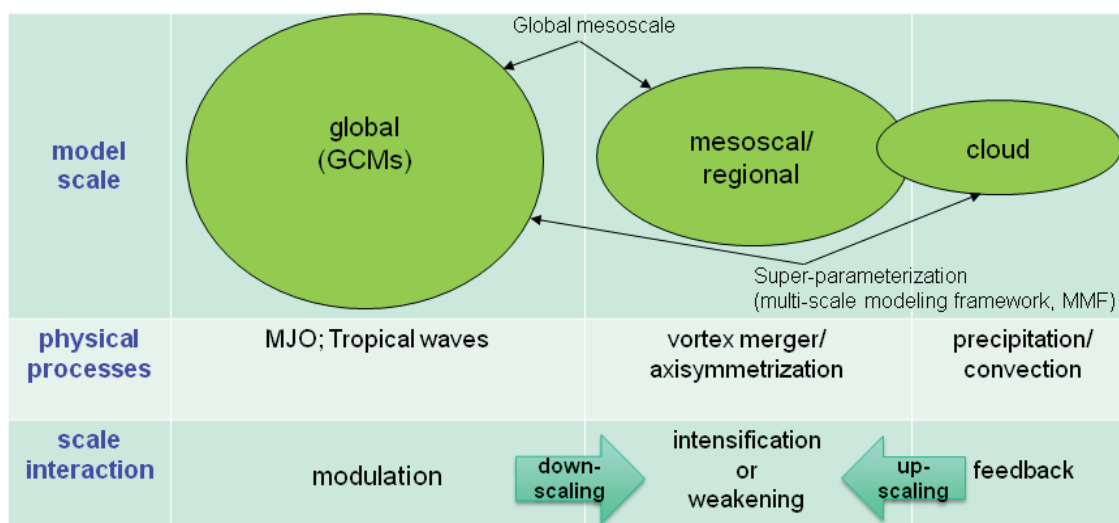 Global mesoscale
model
scale
global
(GCMs)
mesoscal/
regional
cloud
Super-parameterization
(multi-scale modeling framework, MMF)
physical
processes
MJO; Tropical waves
vortex merger/
axisymmetrization
precipitation/
convection
scale
interaction
modulation
down-
scaling
intensification
or
weakening
up-
scaling
feedback